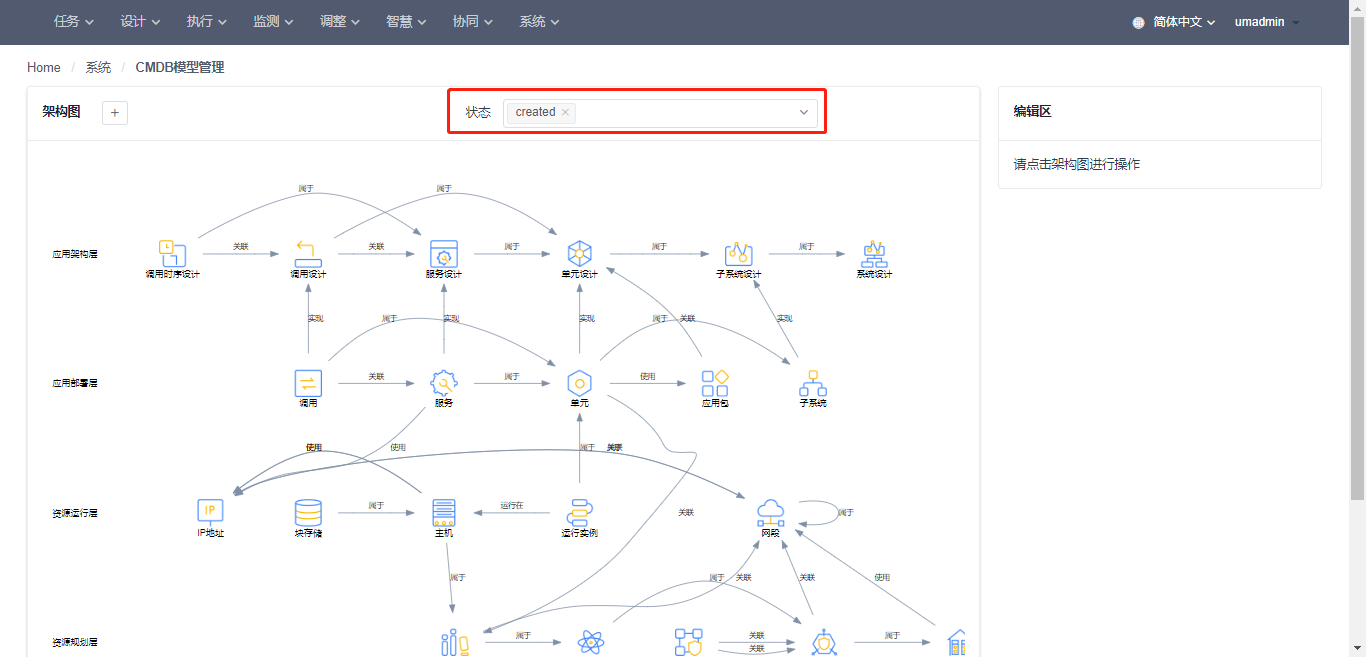 任务 设计 执行 监测 调整 智慧 协同 系统 简体中文 umadmin
Home / 系统 / CMDB模型管理
架构图 + 状态 created × 编辑区
请点击架构图进行操作
属于 属于
关联 关联 属于 属于 属于
应用架构层
调用时序设计 调用设计 服务设计 单元设计 子系统设计 系统设计
实现 属于 实现 实现 属于 关联 实现
关联 属于 使用
应用部署层
调用 服务 单元 应用包 子系统
使用 使用 属于
属于 运行在 关联 属于
资源运行层
IP
IP地址 块存储 主机 运行实例 网段
属于 属于 关联 关联 使用
属于 关联 属于
资源规划层
关联